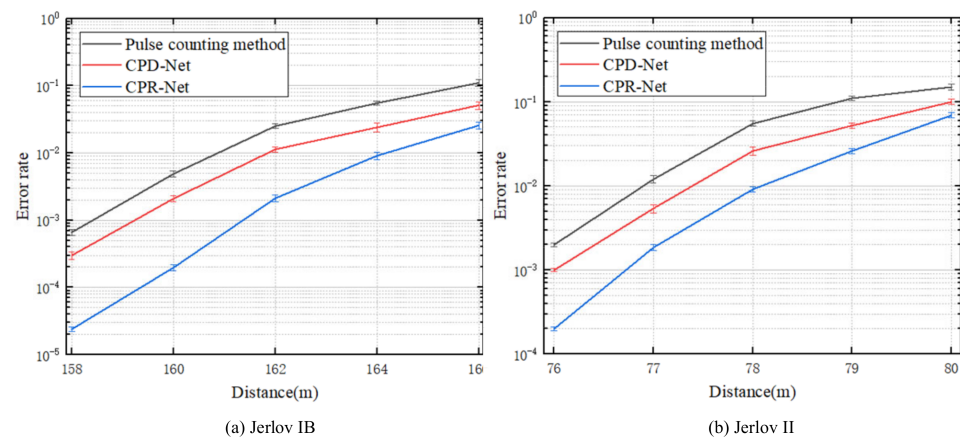 10⁰
10⁻¹
10⁻²
10⁻³
10⁻⁴
10⁻⁵
Error rate
Pulse counting method
CPD-Net
CPR-Net
158 160 162 164 16
Distance(m)
(a) Jerlov IB
10⁰
10⁻¹
10⁻²
10⁻³
10⁻⁴
Error rate
Pulse counting method
CPD-Net
CPR-Net
76 77 78 79 80
Distance(m)
(b) Jerlov II